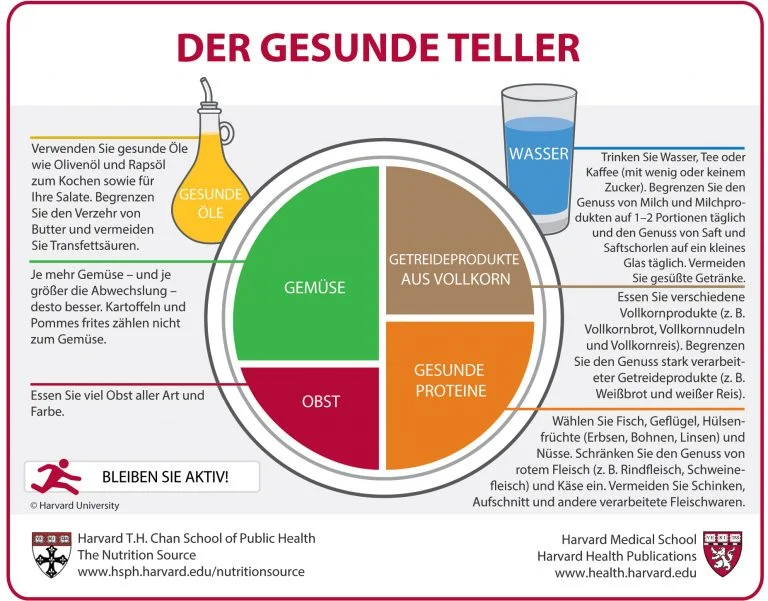 DER GESUNDE TELLER
Verwenden Sie gesunde Öle
wie Olivenöl und Rapsöl
zum Kochen sowie für
Ihre Salate. Begrenzen
Sie den Verzehr von
Butter und vermeiden
Sie Transfettsäuren.
GESUNDE
ÖLE
Je mehr Gemüse – und je
größer die Abwechslung –
desto besser. Kartoffeln und
Pommes frites zählen nicht
zum Gemüse.
Essen Sie viel Obst aller Art und
Farbe.
GEMÜSE
OBST
GETREIDEPRODUKTE
AUS VOLLKORN
GESUNDE
PROTEINE
WASSER
Trinken Sie Wasser, Tee oder
Kaffee (mit wenig oder keinem
Zucker). Begrenzen Sie den
Genuss von Milch und Milchpro-
dukten auf 1–2 Portionen täglich
und den Genuss von Saft und
Saftschorlen auf ein kleines
Glas täglich. Vermeiden
Sie gesüßte Getränke.
Essen Sie verschiedene
Vollkornprodukte (z. B.
Vollkornbrot, Vollkornnudeln
und Vollkornreis). Begrenzen
Sie den Genuss stark verarbeit-
eter Getreideprodukte (z. B.
Weißbrot und weißer Reis).
Wählen Sie Fisch, Geflügel, Hülsen-
früchte (Erbsen, Bohnen, Linsen) und
Nüsse. Schränken Sie den Genuss von
rotem Fleisch (z. B. Rindfleisch, Schweine-
fleisch) und Käse ein. Vermeiden Sie Schinken,
Aufschnitt und andere verarbeitete Fleischwaren.
BLEIBEN SIE AKTIV!
© Harvard University
Harvard T.H. Chan School of Public Health
The Nutrition Source
www.hsph.harvard.edu/nutritionsource
Harvard Medical School
Harvard Health Publications
www.health.harvard.edu